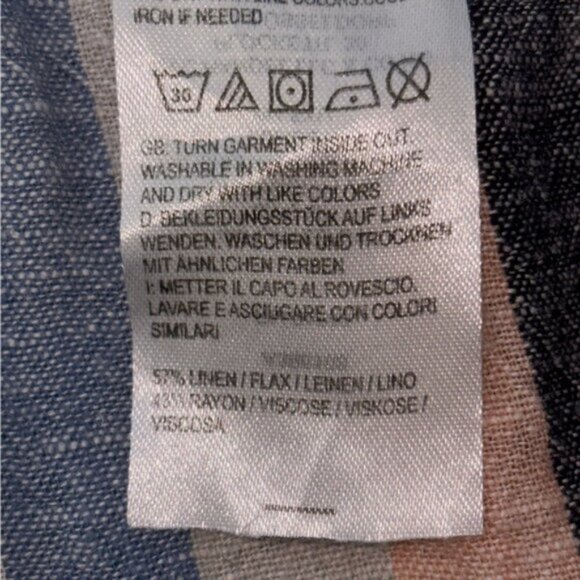 IRON IF NEEDED
30
GB: TURN GARMENT INSIDE OUT.
WASHABLE IN WASHING MACHINE
AND DRY WITH LIKE COLORS
D: BEKLEIDUNGSSTÜCK AUF LINKS
WENDEN. WASCHEN UND TROCKNEN
MIT ÄHNLICHEN FARBEN
I: METTER IL CAPO AL ROVESCIO.
LAVARE E ASCIUGARE CON COLORI
SIMILARI
57% LINEN / FLAX / LEINEN / LINO
43% RAYON / VISCOSE / VISKOSE /
VISCOSA